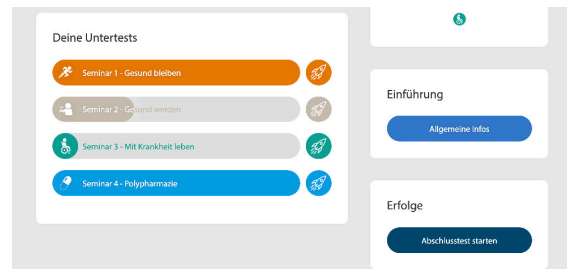 Deine Untertests
Seminar 1 - Gesund bleiben
Seminar 2 - Gesund werden
Seminar 3 - Mit Krankheit leben
Seminar 4 - Polypharmazie
Einführung
Allgemeine Infos
Erfolge
Abschlusstest starten